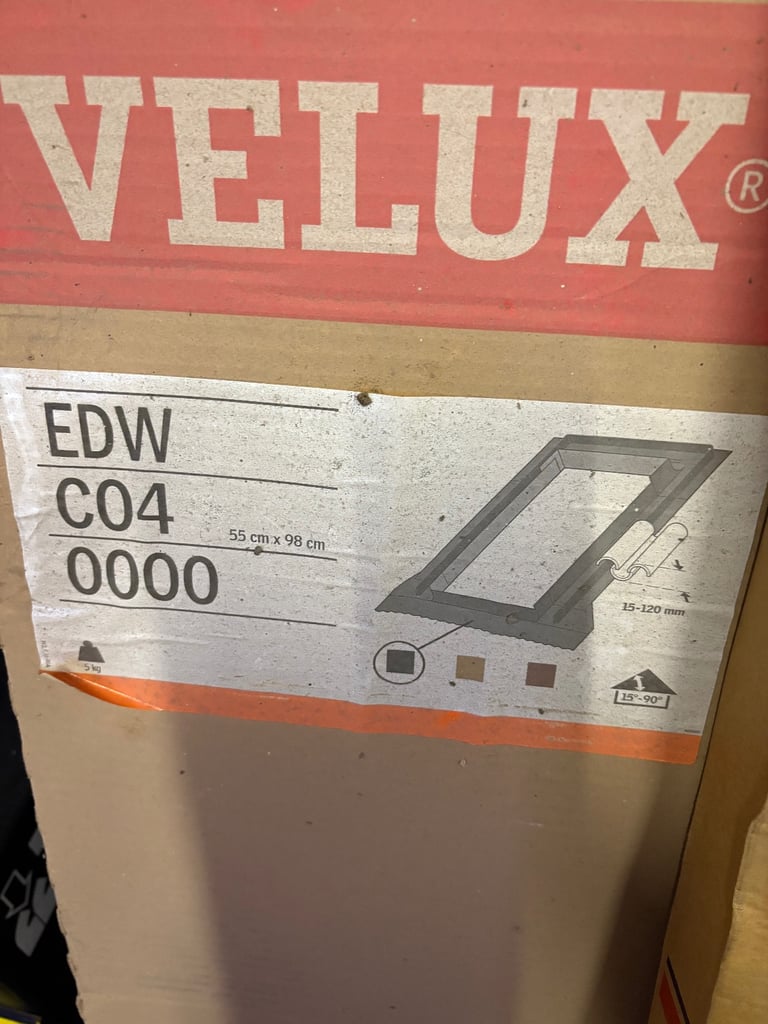 VELUX®
EDW
C04
55 cm x 98 cm
0000
15-120 mm
5 kg
15°-90°